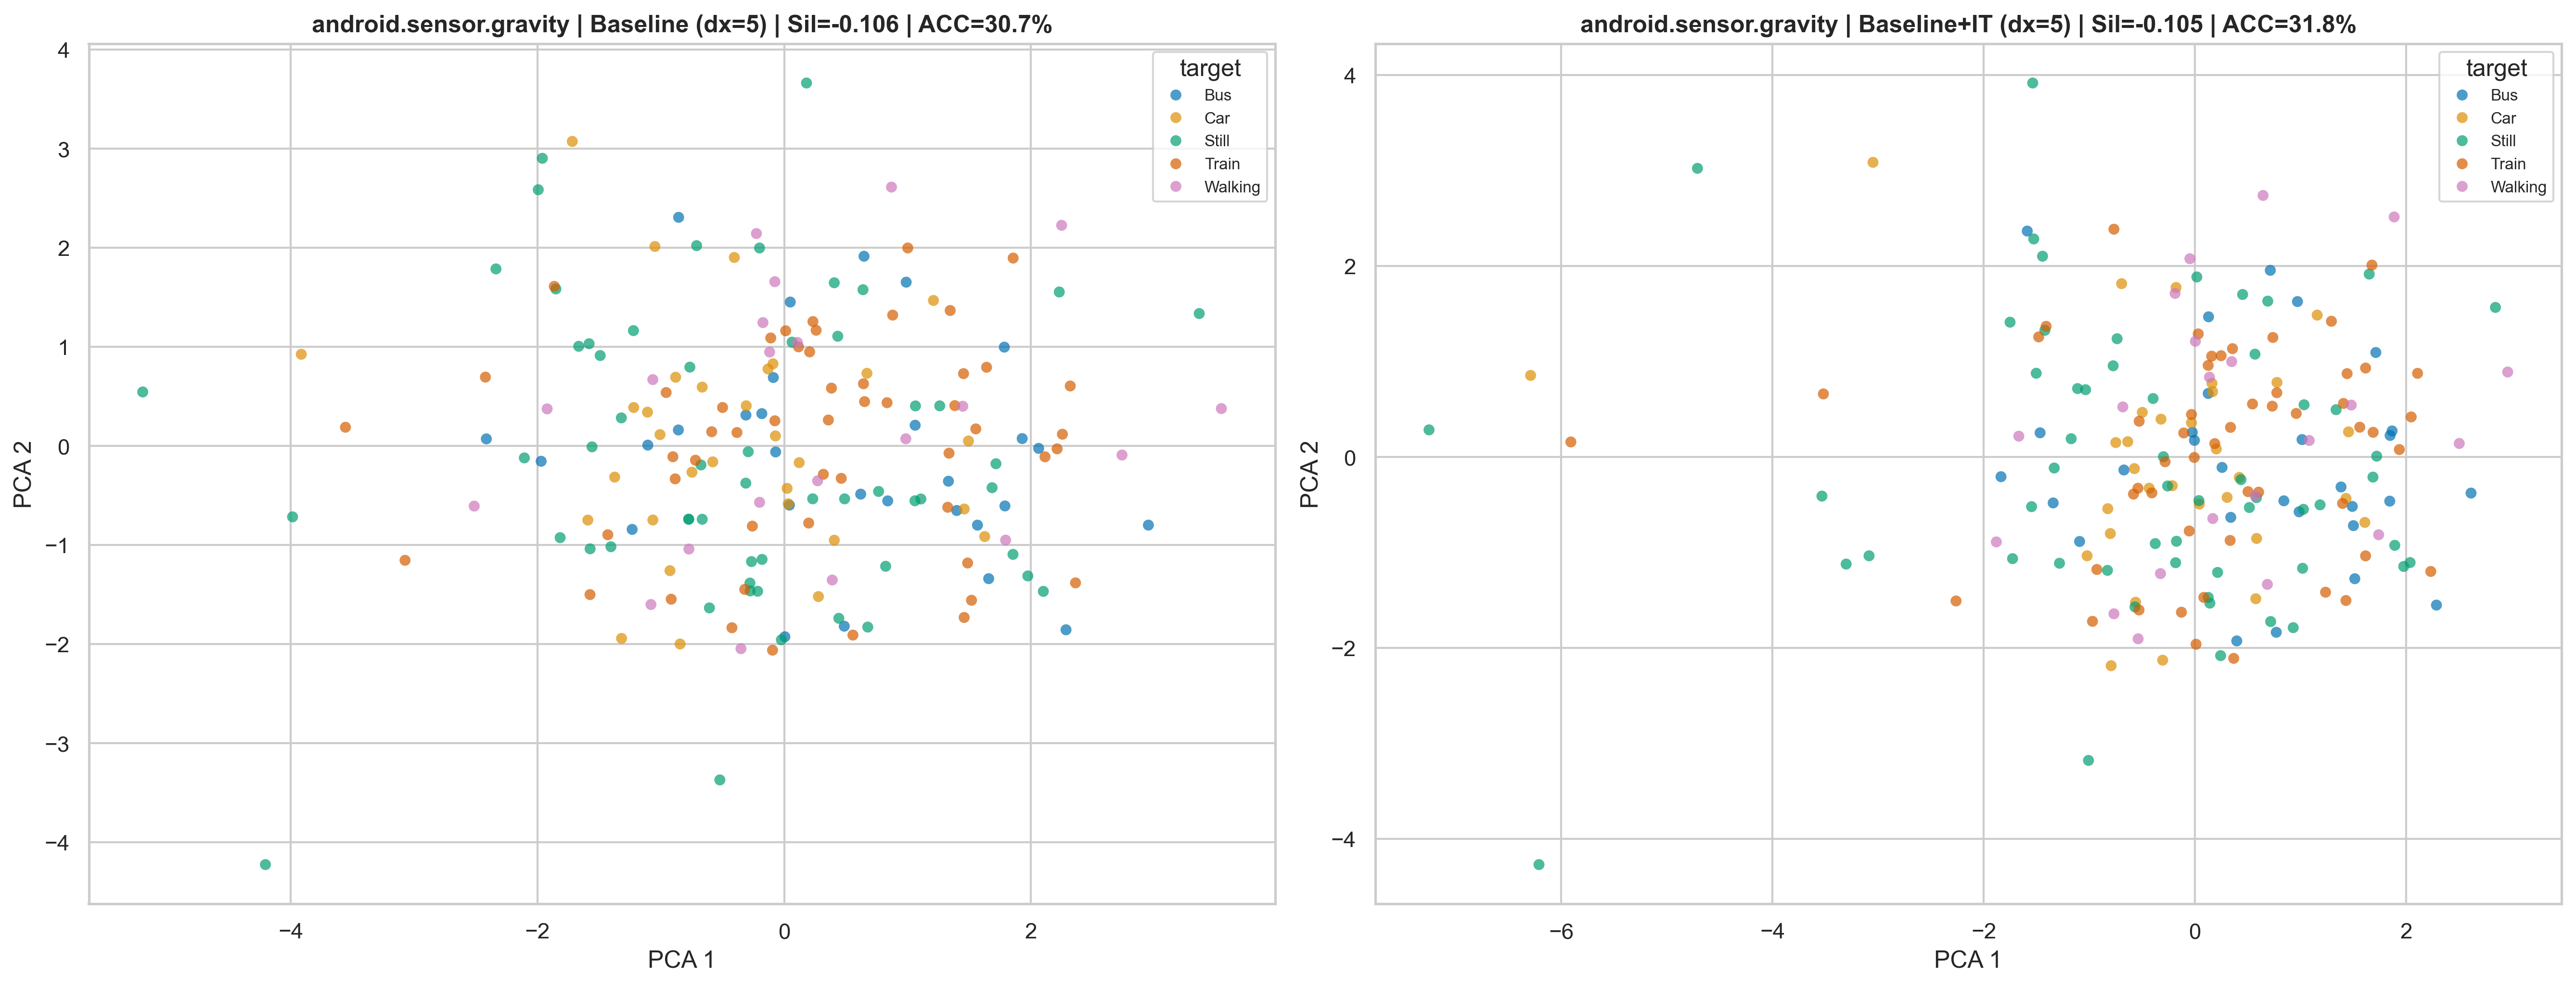 android.sensor.gravity | Baseline (dx=5) | Sil=-0.106 | ACC=30.7%
target
Bus
Car
Still
Train
Walking
4
3
2
1
0
−1
−2
−3
−4
PCA 2
−4
−2
0
2
PCA 1
android.sensor.gravity | Baseline+IT (dx=5) | Sil=-0.105 | ACC=31.8%
target
Bus
Car
Still
Train
Walking
4
2
0
−2
−4
PCA 2
−6
−4
−2
0
2
PCA 1